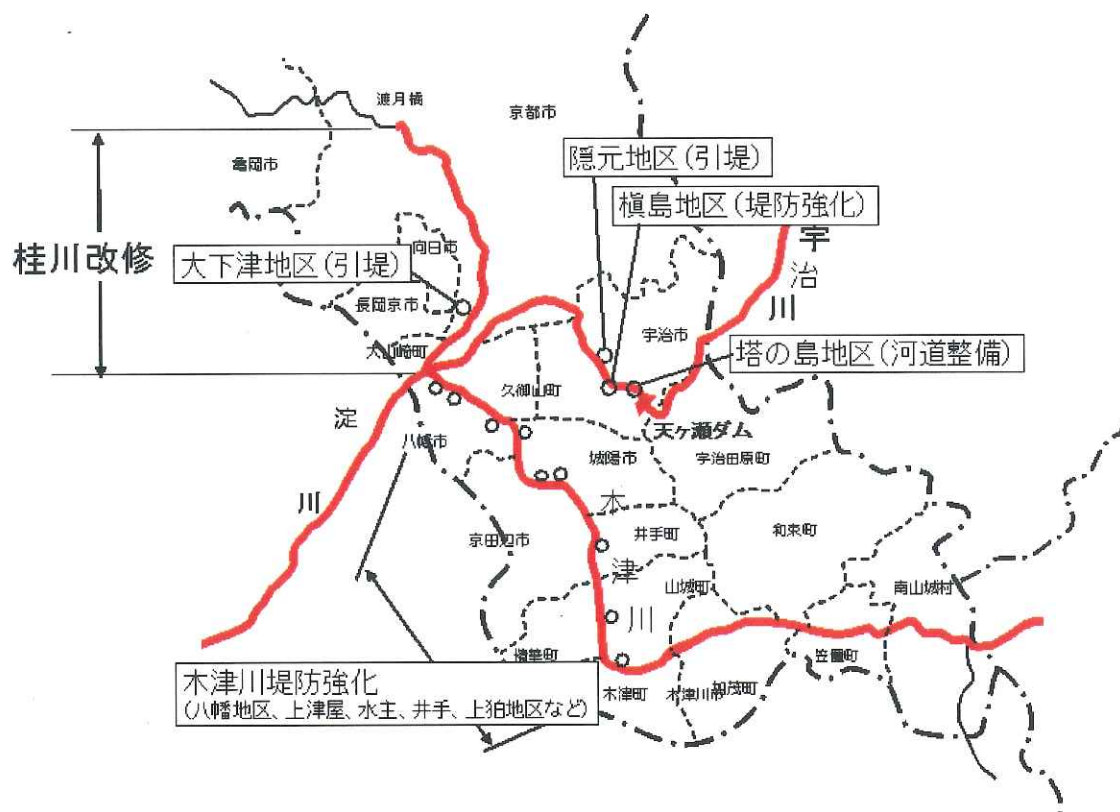 渡月橋
京都市
亀岡市
隠元地区(引堤)
槇島地区(堤防強化)
桂川改修
向日市
大下津地区(引堤)
長岡京市
大山崎町
宇治川
宇治市
塔の島地区(河道整備)
久御山町
天ヶ瀬ダム
淀川
八幡市
城陽市
宇治田原町
木津川
京田辺市
井手町
和束町
山城町
南山城村
精華町
笠置町
木津川堤防強化
(八幡地区、上津屋、水主、井手、上狛地区など)
木津町
木津川市
加茂町